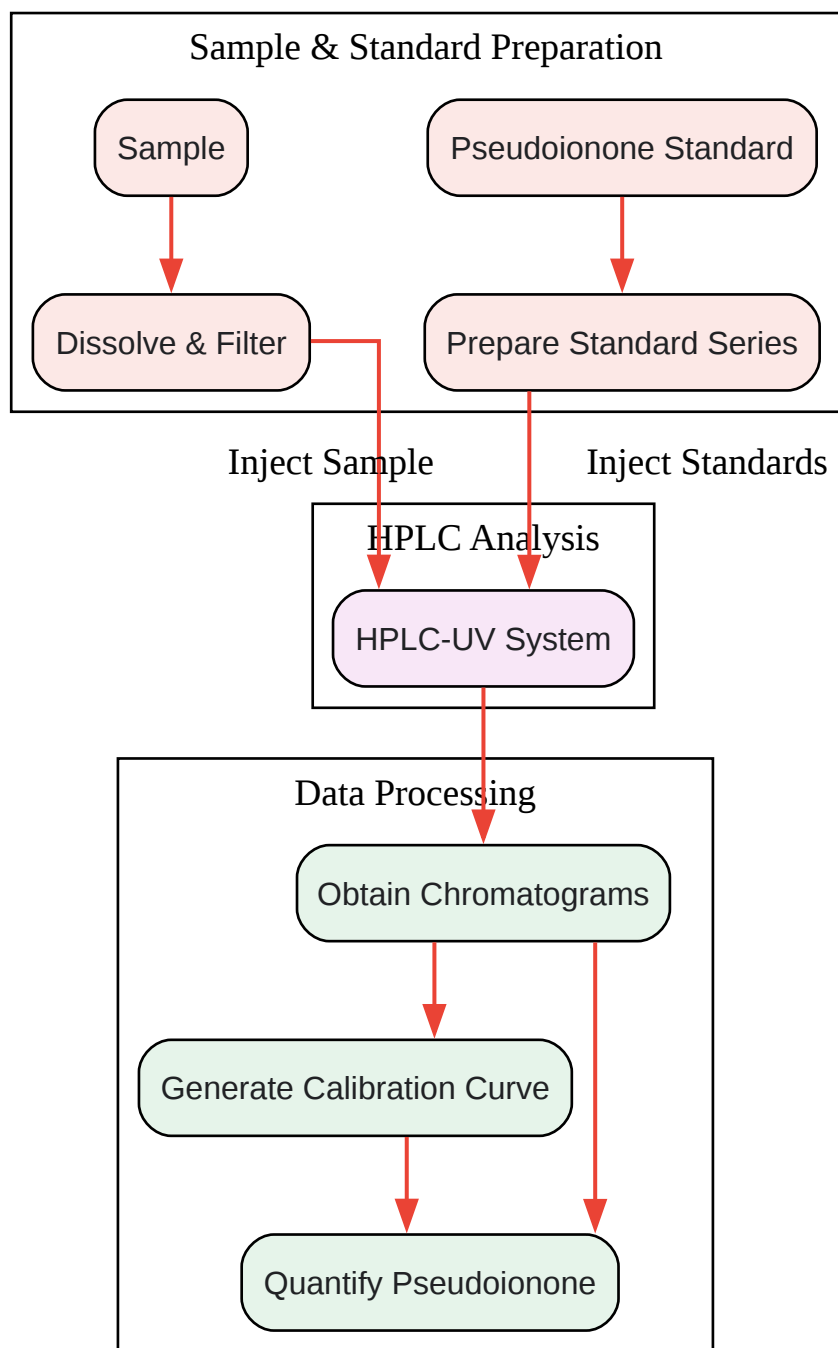 Sample & Standard Preparation
Sample
Pseudoionone Standard
Dissolve & Filter
Prepare Standard Series
Inject Sample
Inject Standards
HPLC Analysis
HPLC-UV System
Data Processing
Obtain Chromatograms
Generate Calibration Curve
Quantify Pseudoionone